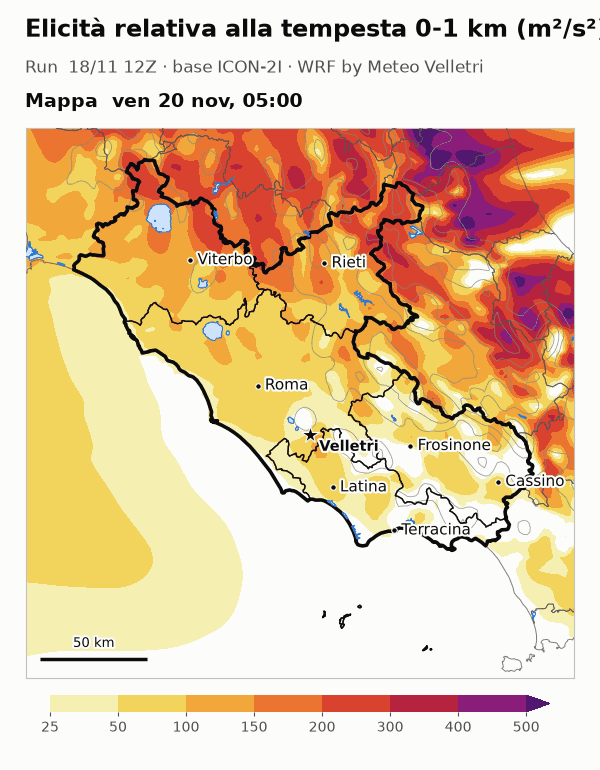 Elicità relativa alla tempesta 0-1 km (m²/s²)
Run 18/11 12Z · base ICON-2I · WRF by Meteo Velletri
Mappa ven 20 nov, 05:00
Viterbo
Rieti
Roma
Velletri
Frosinone
Latina
Cassino
Terracina
50 km
25 50 100 150 200 300 400 500